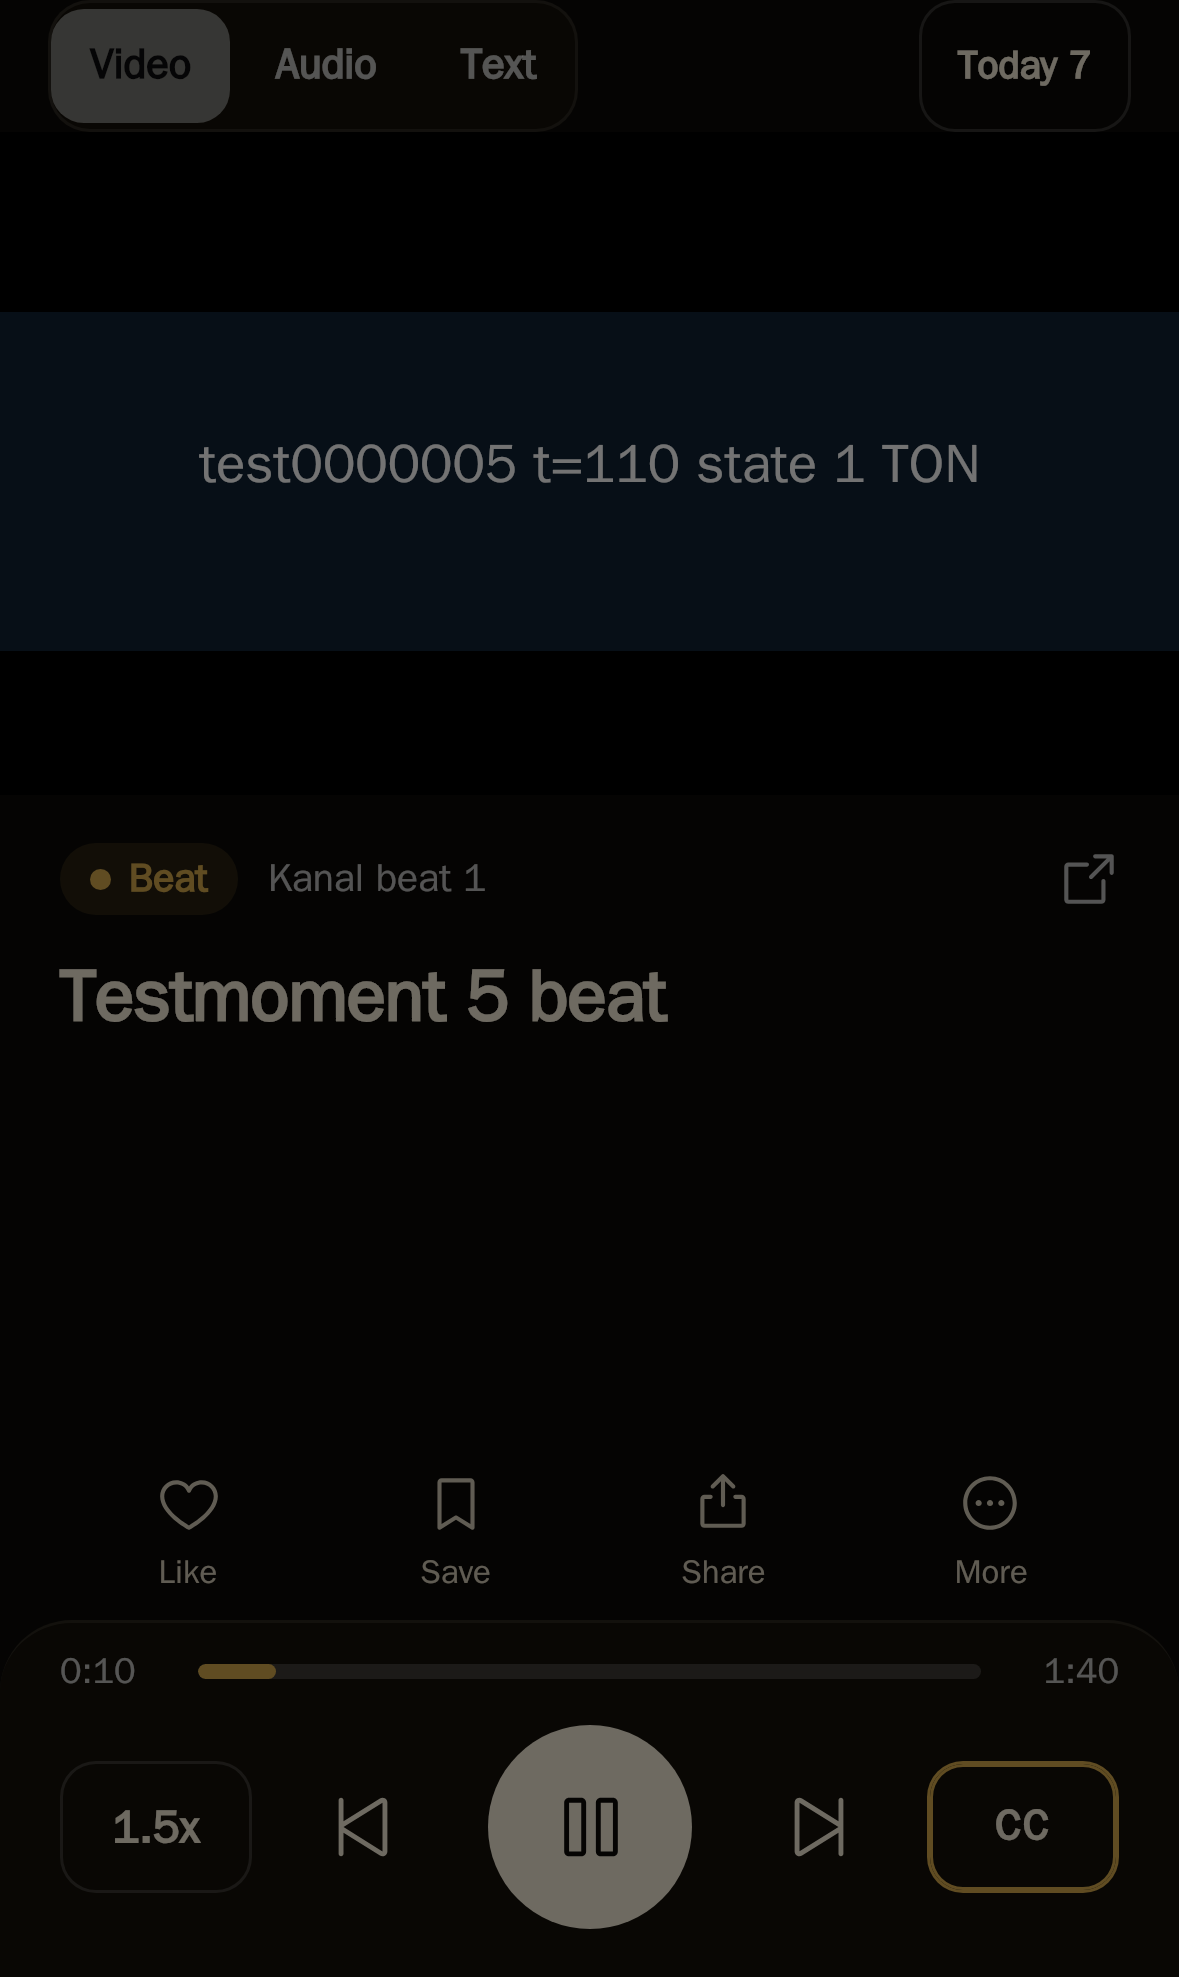 Video Audio Text Today 7
test0000005 t=110 state 1 TON
Beat Kanal beat 1
Testmoment 5 beat
Like Save Share More
0:10 1:40
1.5x CC